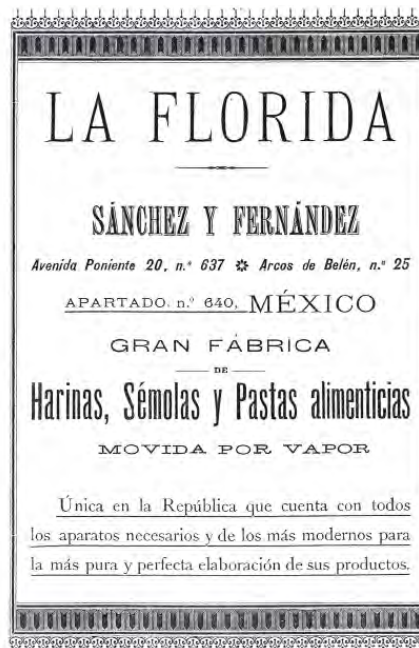 LA FLORIDA
SÁNCHEZ Y FERNÁNDEZ
Avenida Poniente 20, n.º 637 ✼ Arcos de Belén, n.º 25
APARTADO. n.º 640, MÉXICO
GRAN FÁBRICA
DE
Harinas, Sémolas y Pastas alimenticias
MOVIDA POR VAPOR
Única en la República que cuenta con todos
los aparatos necesarios y de los más modernos para
la más pura y perfecta elaboración de sus productos.